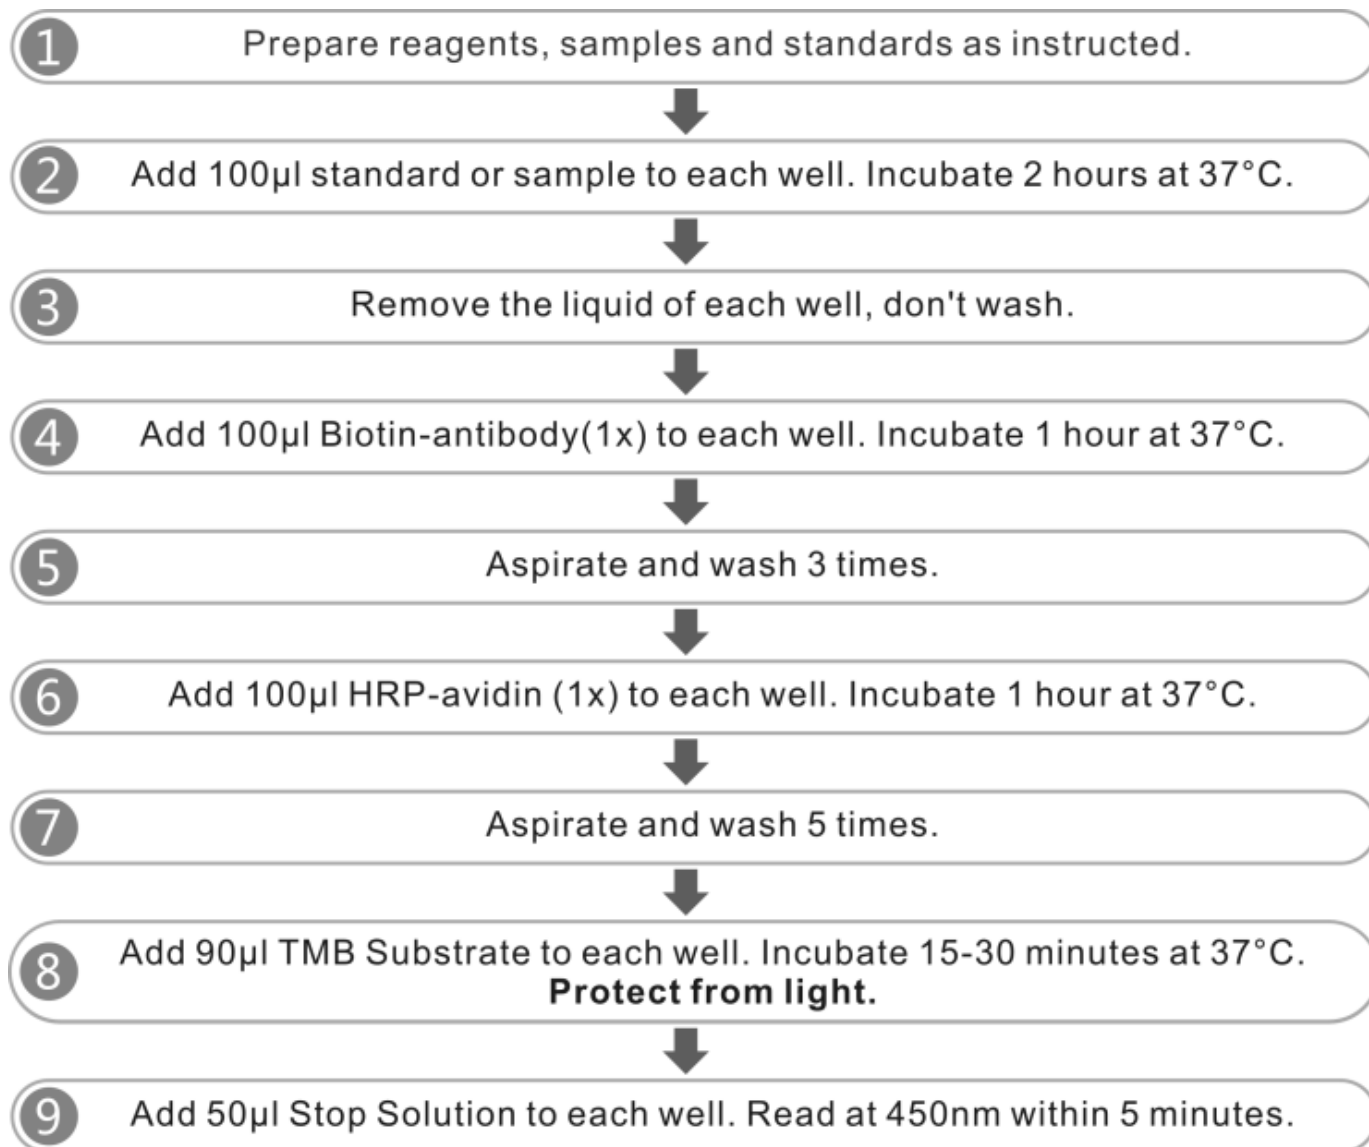 1 Prepare reagents, samples and standards as instructed.
2 Add 100µl standard or sample to each well. Incubate 2 hours at 37°C.
3 Remove the liquid of each well, don't wash.
4 Add 100µl Biotin-antibody(1x) to each well. Incubate 1 hour at 37°C.
5 Aspirate and wash 3 times.
6 Add 100µl HRP-avidin (1x) to each well. Incubate 1 hour at 37°C.
7 Aspirate and wash 5 times.
8 Add 90µl TMB Substrate to each well. Incubate 15-30 minutes at 37°C.
Protect from light.
9 Add 50µl Stop Solution to each well. Read at 450nm within 5 minutes.